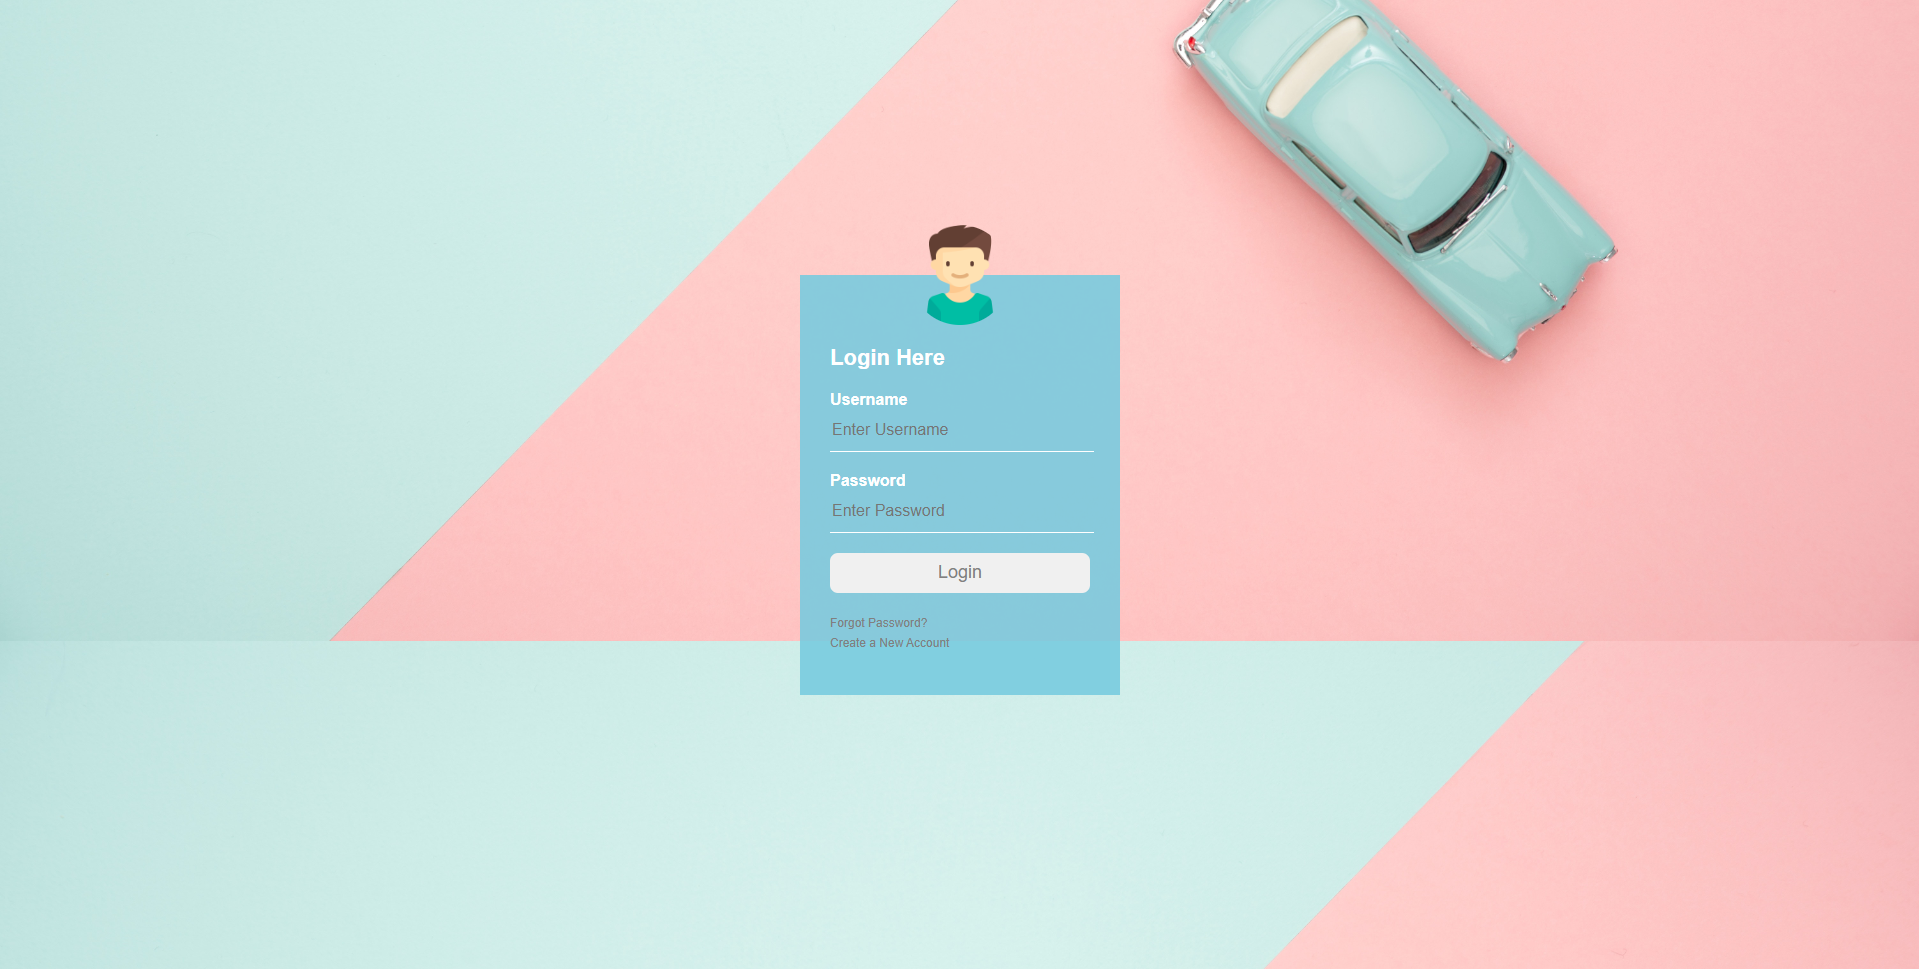 Login Here
Username
Enter Username
Password
Enter Password
Login
Forgot Password?
Create a New Account